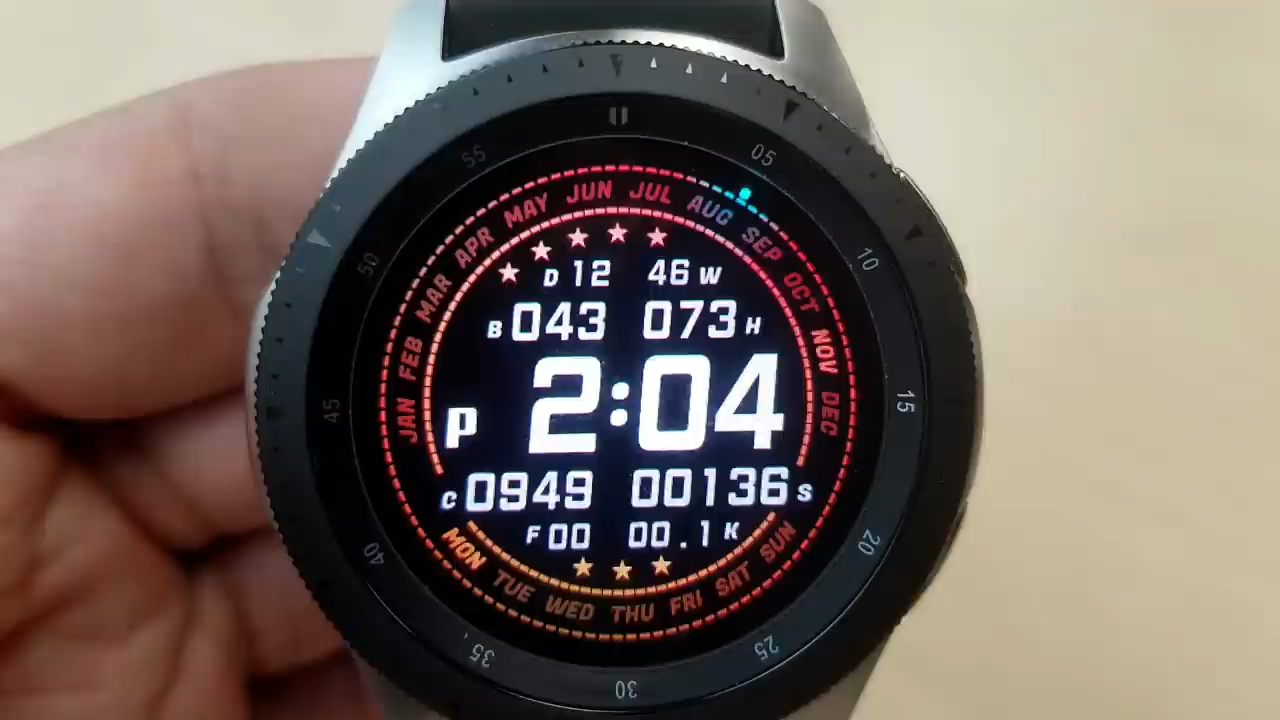 55 05
50 10
45 15
40 20
35 25
30
JAN FEB MAR APR MAY JUN JUL AUG SEP OCT NOV DEC
D 12 46 W
B 043 073 H
P 2:04
C 0949 00136 S
F 00 00.1 K
MON TUE WED THU FRI SAT SUN